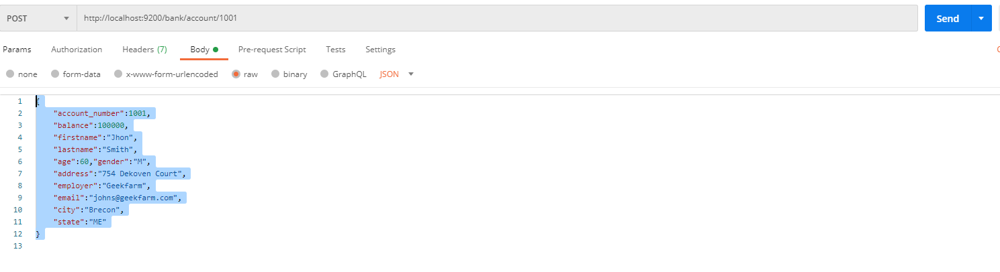 POST http://localhost:9200/bank/account/1001 Send
Params Authorization Headers (7) Body Pre-request Script Tests Settings
none form-data x-www-form-urlencoded raw binary GraphQL JSON
1 {
2 "account_number":1001,
3 "balance":100000,
4 "firstname":"Jhon",
5 "lastname":"Smith",
6 "age":60,"gender":"M",
7 "address":"754 Dekoven Court",
8 "employer":"Geekfarm",
9 "email":"johns@geekfarm.com",
10 "city":"Brecon",
11 "state":"ME"
12 }
13